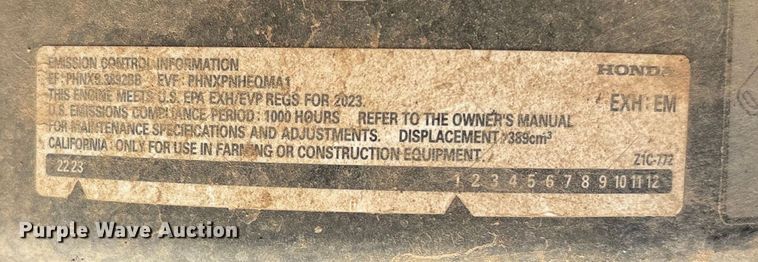 EMISSION CONTROL INFORMATION
HONDA
EF: PHNXS.3892BB EVF: PHNXPNHEQMA1
THIS ENGINE MEETS U.S. EPA EXH/EVP REGS FOR 2023.
EXH: EM
U.S. EMISSIONS COMPLIANCE PERIOD: 1000 HOURS REFER TO THE OWNER'S MANUAL
FOR MAINTENANCE SPECIFICATIONS AND ADJUSTMENTS. DISPLACEMENT: 389cm³
CALIFORNIA: ONLY FOR USE IN FARMING OR CONSTRUCTION EQUIPMENT.
Z1C-772
22 23
1 2 3 4 5 6 7 8 9 10 11 12
Purple Wave Auction